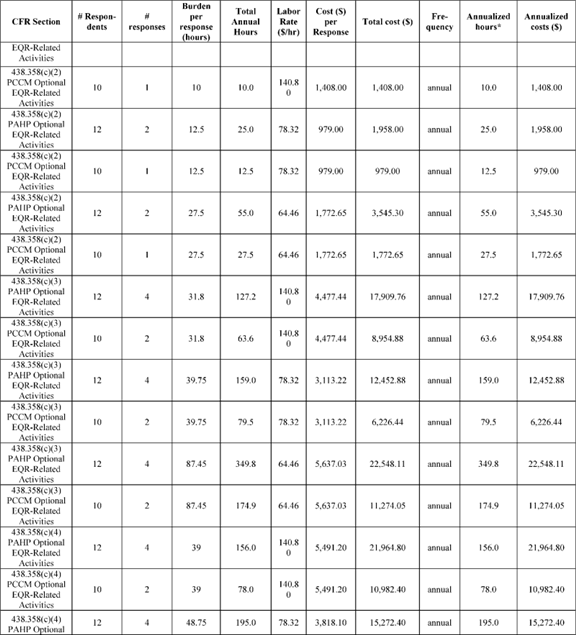 CFR Section | # Respon-dents | # responses | Burden per response (hours) | Total Annual Hours | Labor Rate ($/hr) | Cost ($) per Response | Total cost ($) | Fre-quency | Annualized hours* | Annualized costs ($)
EQR-Related Activities
438.358(c)(2) PCCM Optional EQR-Related Activities | 10 | 1 | 10 | 10.0 | 140.80 | 1,408.00 | 1,408.00 | annual | 10.0 | 1,408.00
438.358(c)(2) PAHP Optional EQR-Related Activities | 12 | 2 | 12.5 | 25.0 | 78.32 | 979.00 | 1,958.00 | annual | 25.0 | 1,958.00
438.358(c)(2) PCCM Optional EQR-Related Activities | 10 | 1 | 12.5 | 12.5 | 78.32 | 979.00 | 979.00 | annual | 12.5 | 979.00
438.358(c)(2) PAHP Optional EQR-Related Activities | 12 | 2 | 27.5 | 55.0 | 64.46 | 1,772.65 | 3,545.30 | annual | 55.0 | 3,545.30
438.358(c)(2) PCCM Optional EQR-Related Activities | 10 | 1 | 27.5 | 27.5 | 64.46 | 1,772.65 | 1,772.65 | annual | 27.5 | 1,772.65
438.358(c)(3) PAHP Optional EQR-Related Activities | 12 | 4 | 31.8 | 127.2 | 140.80 | 4,477.44 | 17,909.76 | annual | 127.2 | 17,909.76
438.358(c)(3) PCCM Optional EQR-Related Activities | 10 | 2 | 31.8 | 63.6 | 140.80 | 4,477.44 | 8,954.88 | annual | 63.6 | 8,954.88
438.358(c)(3) PAHP Optional EQR-Related Activities | 12 | 4 | 39.75 | 159.0 | 78.32 | 3,113.22 | 12,452.88 | annual | 159.0 | 12,452.88
438.358(c)(3) PCCM Optional EQR-Related Activities | 10 | 2 | 39.75 | 79.5 | 78.32 | 3,113.22 | 6,226.44 | annual | 79.5 | 6,226.44
438.358(c)(3) PAHP Optional EQR-Related Activities | 12 | 4 | 87.45 | 349.8 | 64.46 | 5,637.03 | 22,548.11 | annual | 349.8 | 22,548.11
438.358(c)(3) PCCM Optional EQR-Related Activities | 10 | 2 | 87.45 | 174.9 | 64.46 | 5,637.03 | 11,274.05 | annual | 174.9 | 11,274.05
438.358(c)(4) PAHP Optional EQR-Related Activities | 12 | 4 | 39 | 156.0 | 140.80 | 5,491.20 | 21,964.80 | annual | 156.0 | 21,964.80
438.358(c)(4) PCCM Optional EQR-Related Activities | 10 | 2 | 39 | 78.0 | 140.80 | 5,491.20 | 10,982.40 | annual | 78.0 | 10,982.40
438.358(c)(4) PAHP Optional | 12 | 4 | 48.75 | 195.0 | 78.32 | 3,818.10 | 15,272.40 | annual | 195.0 | 15,272.40